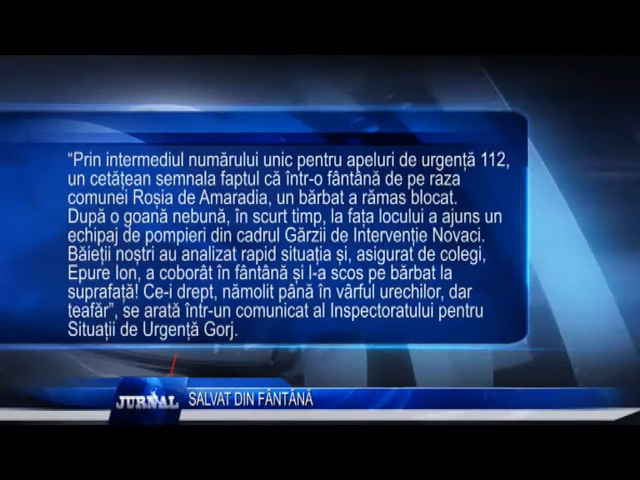 “Prin intermediul numărului unic pentru apeluri de urgență 112,
un cetățean semnala faptul că într-o fântână de pe raza
comunei Roșia de Amaradia, un bărbat a rămas blocat.
După o goană nebună, în scurt timp, la fața locului a ajuns un
echipaj de pompieri din cadrul Gărzii de Intervenție Novaci.
Băieții noștri au analizat rapid situația și, asigurat de colegi,
Epure Ion, a coborât în fântână și l-a scos pe bărbat la
suprafață! Ce-i drept, nămolit până în vârful urechilor, dar
teafăr”, se arată într-un comunicat al Inspectoratului pentru
Situații de Urgență Gorj.
JURNAL
SALVAT DIN FÂNTÂNĂ